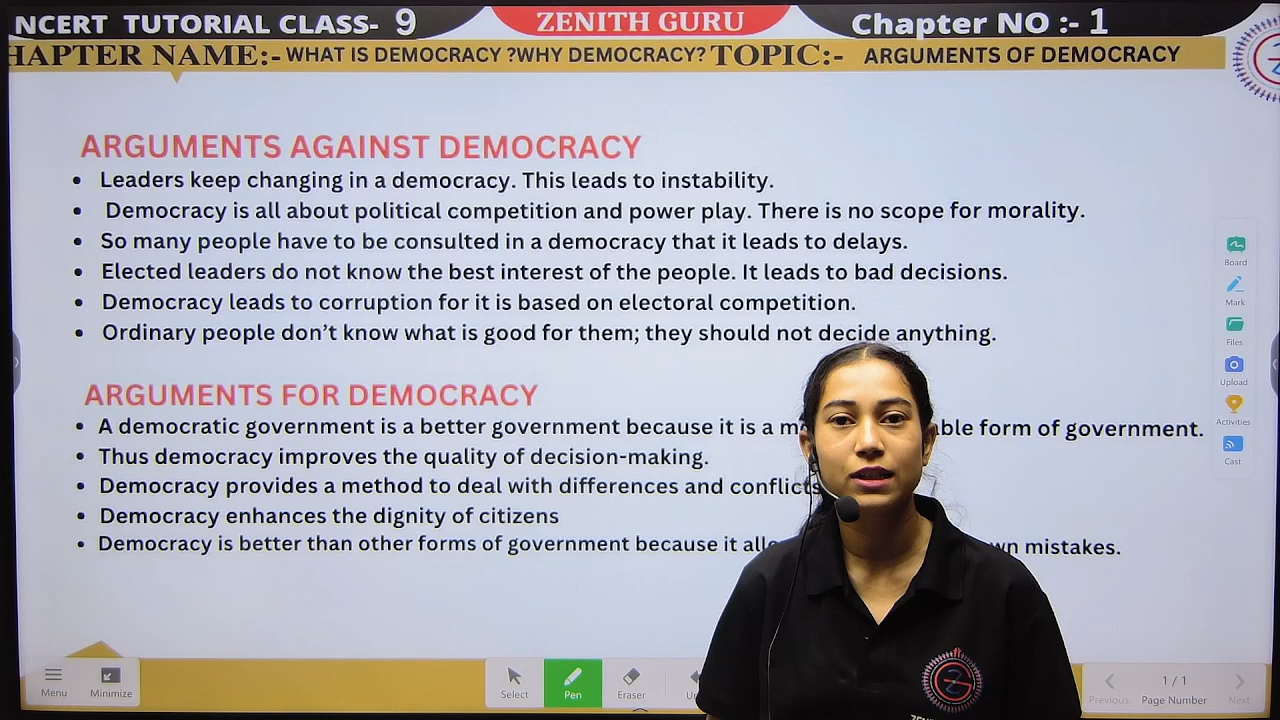 NCERT TUTORIAL CLASS- 9
ZENITH GURU
Chapter NO :- 1
HAPTER NAME:- WHAT IS DEMOCRACY ?WHY DEMOCRACY? TOPIC:- ARGUMENTS OF DEMOCRACY
ARGUMENTS AGAINST DEMOCRACY
• Leaders keep changing in a democracy. This leads to instability.
• Democracy is all about political competition and power play. There is no scope for morality.
• So many people have to be consulted in a democracy that it leads to delays.
• Elected leaders do not know the best interest of the people. It leads to bad decisions.
• Democracy leads to corruption for it is based on electoral competition.
• Ordinary people don't know what is good for them; they should not decide anything.
ARGUMENTS FOR DEMOCRACY
• A democratic government is a better government because it is a form of government.
• Thus democracy improves the quality of decision-making.
• Democracy provides a method to deal with differences and conflicts
• Democracy enhances the dignity of citizens
• Democracy is better than other forms of government because it mistakes.
Board
Mark
Files
Upload
Activities
Cast
Menu
Minimize
Select
Pen
Eraser
Previous
1 / 1
Page Number
Next